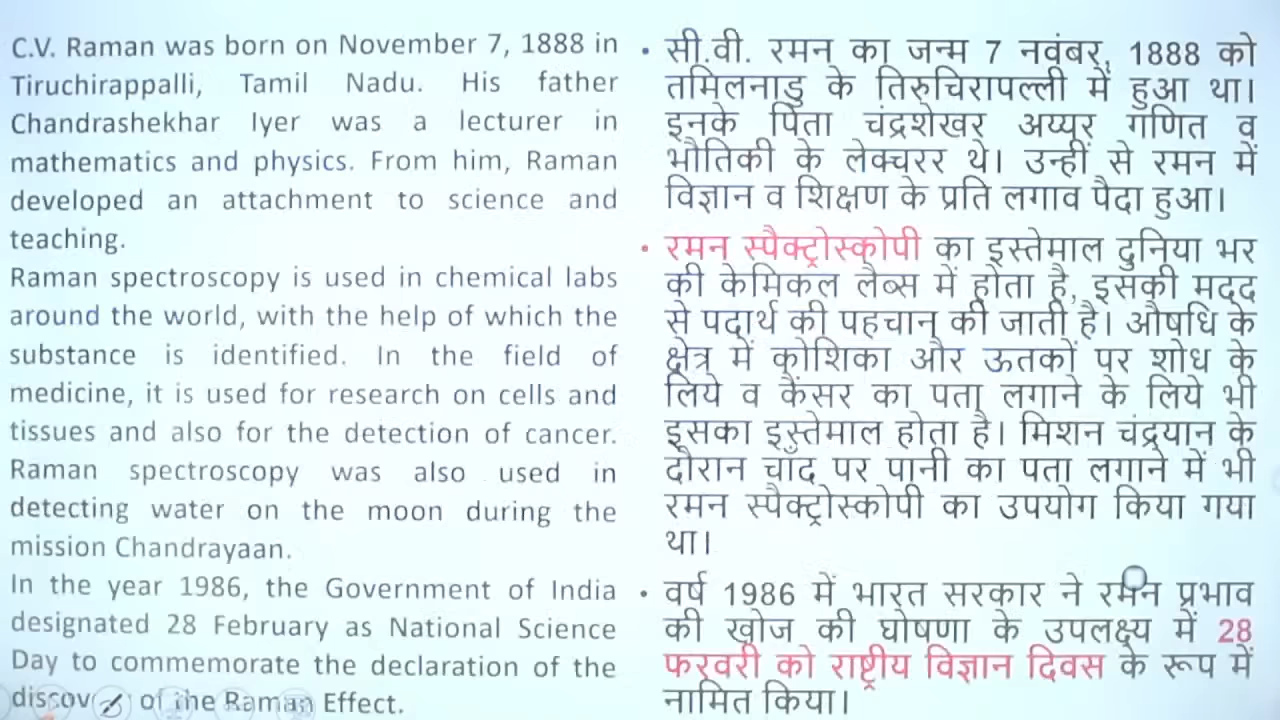 C.V. Raman was born on November 7, 1888 in
Tiruchirappalli, Tamil Nadu. His father
Chandrashekhar Iyer was a lecturer in
mathematics and physics. From him, Raman
developed an attachment to science and
teaching.
Raman spectroscopy is used in chemical labs
around the world, with the help of which the
substance is identified. In the field of
medicine, it is used for research on cells and
tissues and also for the detection of cancer.
Raman spectroscopy was also used in
detecting water on the moon during the
mission Chandrayaan.
In the year 1986, the Government of India
designated 28 February as National Science
Day to commemorate the declaration of the
discovery of the Raman Effect.
• सी.वी. रमन का जन्म 7 नवंबर, 1888 को
तमिलनाडु के तिरुचिरापल्ली में हुआ था।
इनके पिता चंद्रशेखर अय्यर गणित व
भौतिकी के लेक्चरर थे। उन्हीं से रमन में
विज्ञान व शिक्षण के प्रति लगाव पैदा हुआ।
• रमन स्पैक्ट्रोस्कोपी का इस्तेमाल दुनिया भर
की केमिकल लैब्स में होता है, इसकी मदद
से पदार्थ की पहचान की जाती है। औषधि के
क्षेत्र में कोशिका और ऊतकों पर शोध के
लिये व कैंसर का पता लगाने के लिये भी
इसका इस्तेमाल होता है। मिशन चंद्रयान के
दौरान चाँद पर पानी का पता लगाने में भी
रमन स्पैक्ट्रोस्कोपी का उपयोग किया गया
था।
• वर्ष 1986 में भारत सरकार ने रमन प्रभाव
की खोज की घोषणा के उपलक्ष्य में 28
फरवरी को राष्ट्रीय विज्ञान दिवस के रूप में
नामित किया।